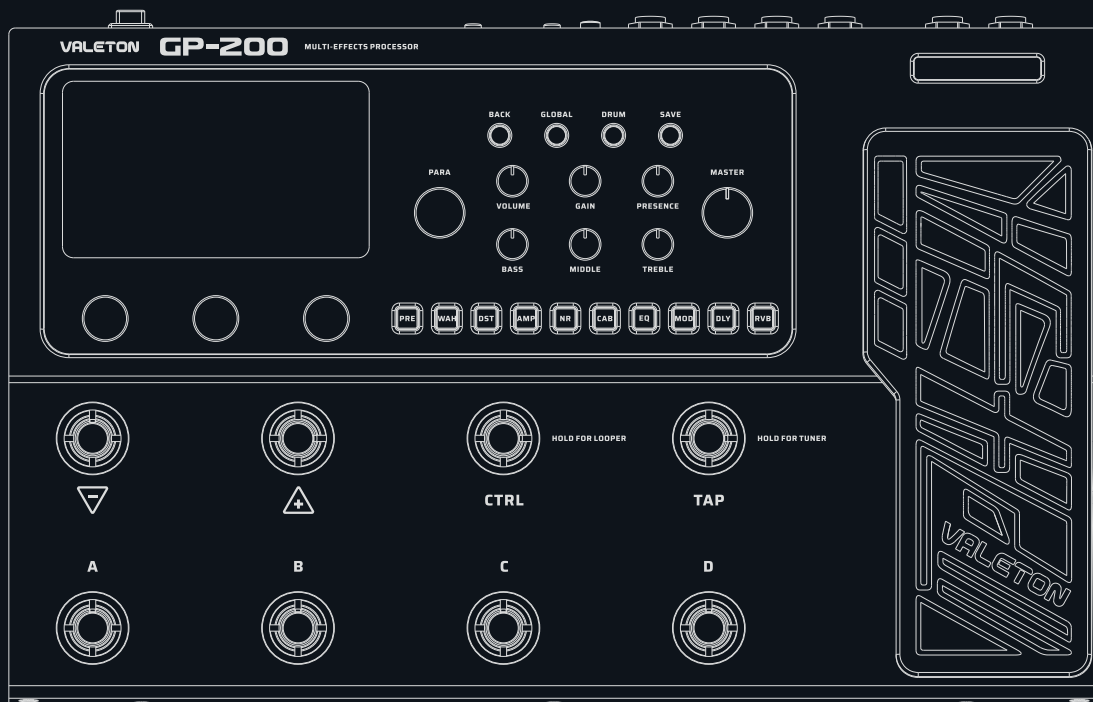 VALETON GP-200 MULTI-EFFECTS PROCESSOR
BACK GLOBAL DRUM SAVE
PARA MASTER
VOLUME GAIN PRESENCE
BASS MIDDLE TREBLE
PRE WAH DST AMP NR CAB EQ MOD DLY RVB
HOLD FOR LOOPER HOLD FOR TUNER
CTRL TAP
A B C D
VALETON